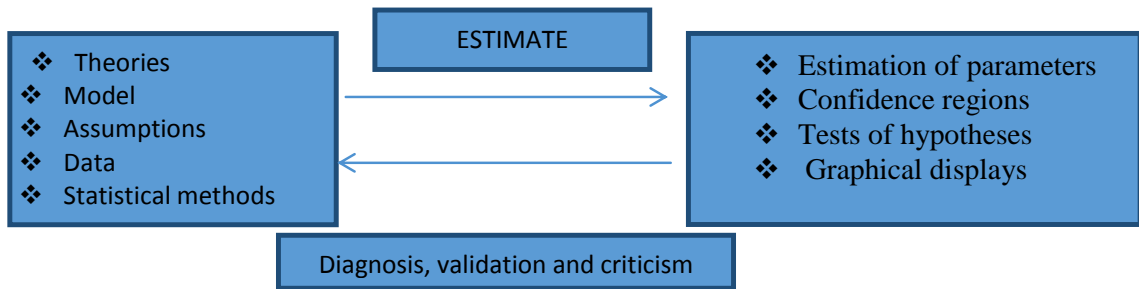 ESTIMATE
❖ Theories
❖ Model
❖ Assumptions
❖ Data
❖ Statistical methods
❖ Estimation of parameters
❖ Confidence regions
❖ Tests of hypotheses
❖ Graphical displays
Diagnosis, validation and criticism